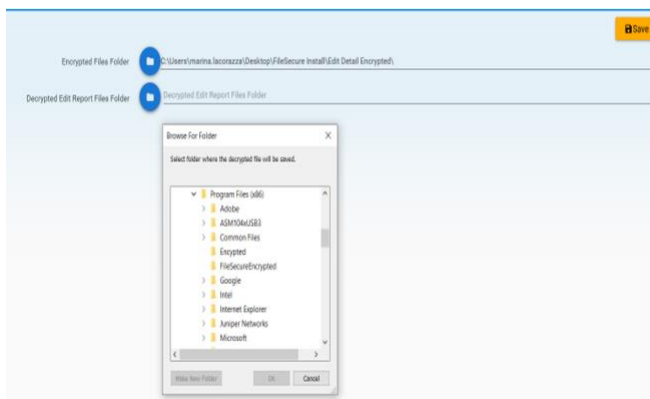 Save
Encrypted Files Folder C:\Users\marina.lacorazza\Desktop\FileSecure Install\Edit Detail Encrypted\
Decrypted Edit Report Files Folder Decrypted Edit Report Files Folder
Browse For Folder
Select folder where the decrypted file will be saved.
Program Files (x86)
Adobe
ASM104xUSB3
Common Files
Encypted
FileSecureEncrypted
Google
Intel
Internet Explorer
Juniper Networks
Microsoft
Make New Folder OK Cancel